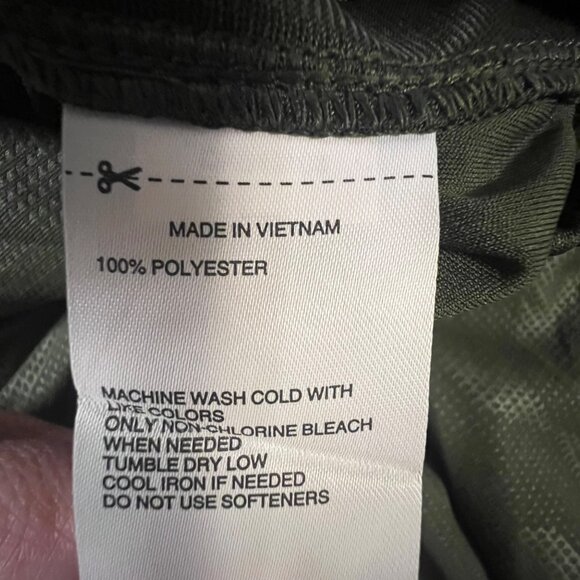 MADE IN VIETNAM
100% POLYESTER
MACHINE WASH COLD WITH
LIKE COLORS
ONLY NON-CHLORINE BLEACH
WHEN NEEDED
TUMBLE DRY LOW
COOL IRON IF NEEDED
DO NOT USE SOFTENERS